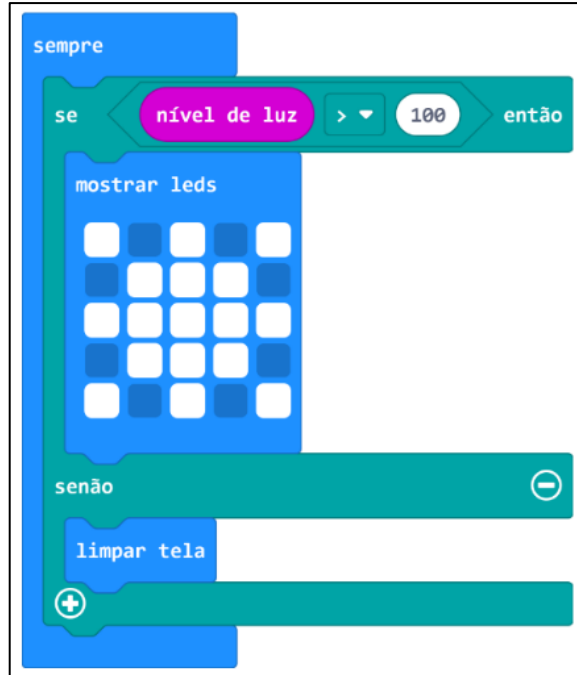 sempre
se nível de luz > 100 então
mostrar leds
senão
limpar tela